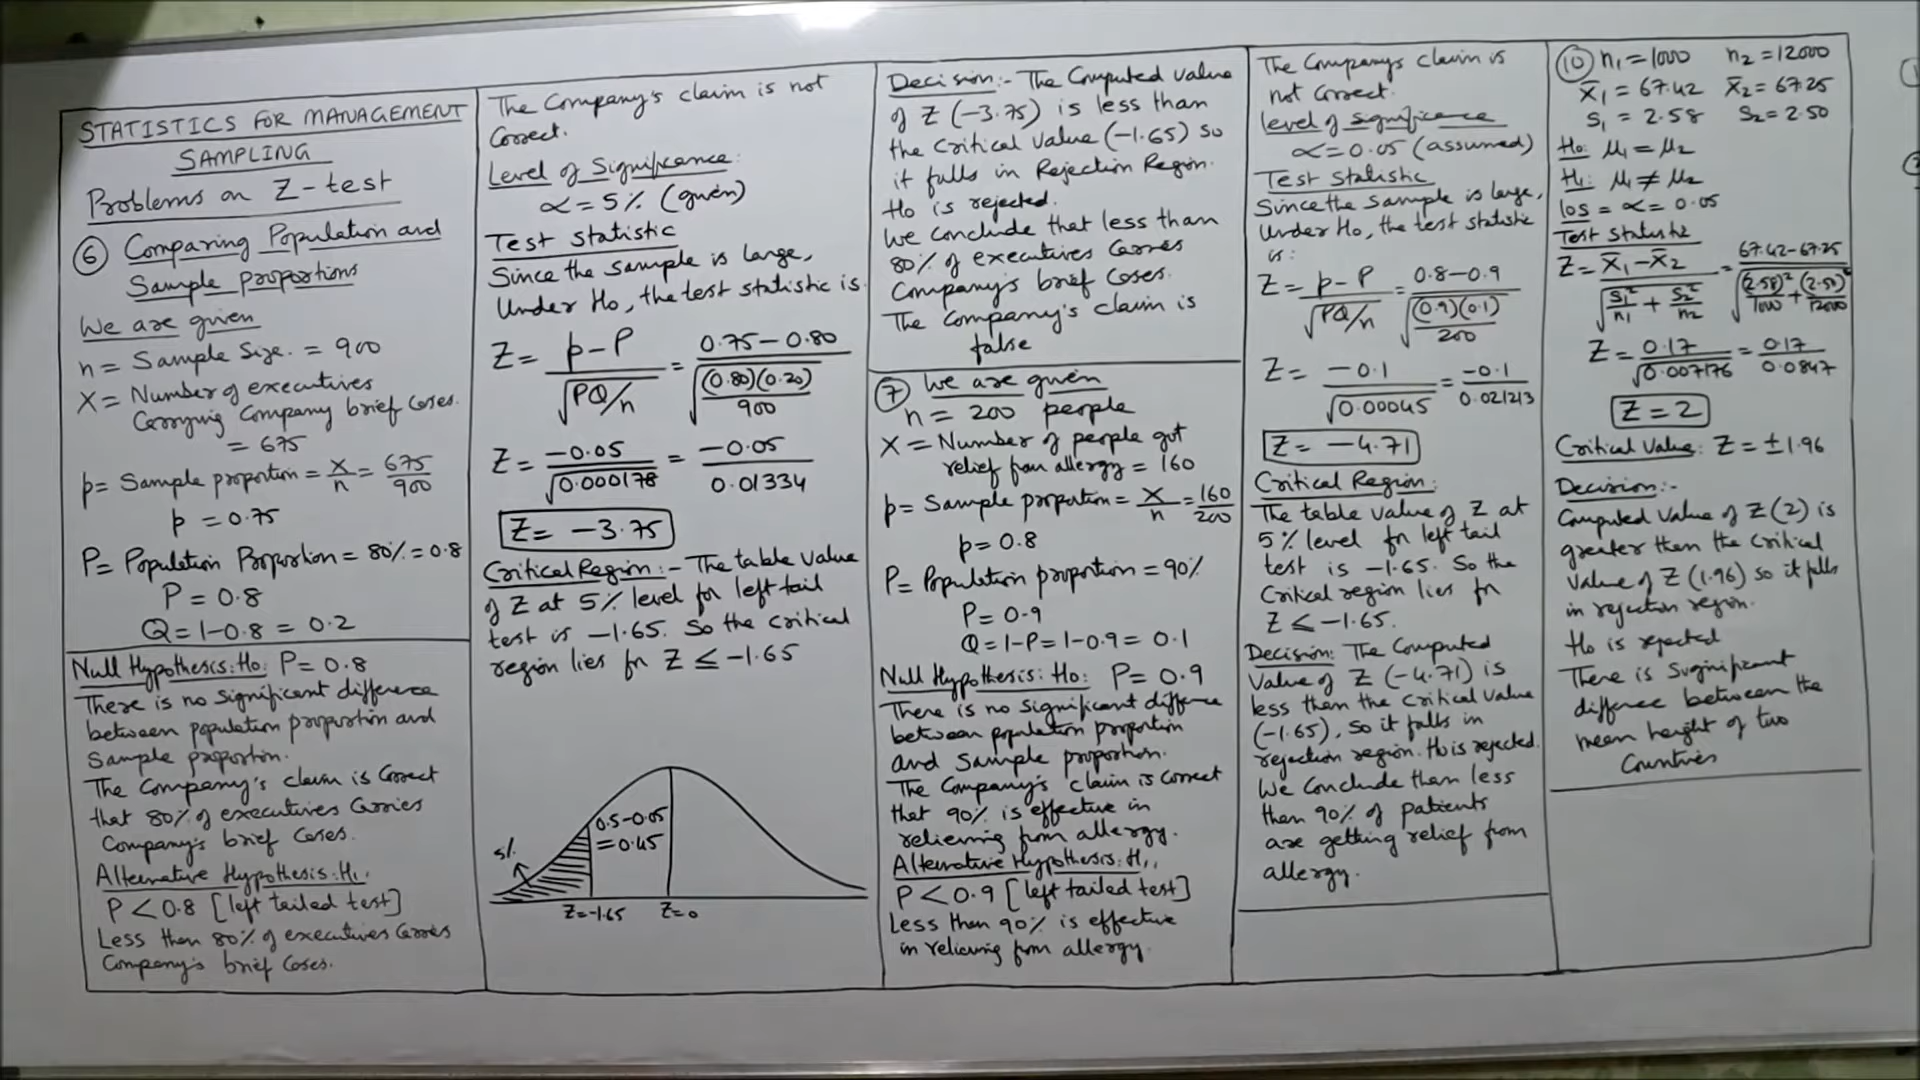 STATISTICS FOR MANAGEMENT
SAMPLING
Problems on Z-test
⑥ Comparing Population and
Sample proportions
We are given
n = Sample Size. = 900
X = Number of executives
Carrying Company brief Cases.
= 675
p = Sample proportion = X/n = 675/900
p = 0.75
P = Population Proportion = 80% = 0.8
P = 0.8
Q = 1-0.8 = 0.2
Null Hypothesis: Ho: P = 0.8
There is no significant difference
between population proportion and
Sample proportion.
The Company's claim is Correct
that 80% of executives Carries
Company's brief Cases.
Alternative Hypothesis: H1,
P < 0.8 [left tailed test]
Less than 80% of executives Carries
Company's brief Cases.
The Company's claim is not
Correct.
Level of Significance:
α = 5% (given)
Test Statistic
Since the sample is large,
Under Ho, the test statistic is
Z = p-P / √PQ/n = 0.75-0.80 / √(0.80)(0.20)/900
Z = -0.05 / √0.000178 = -0.05 / 0.01334
Z = -3.75
Critical Region:- The table value
of Z at 5% level for left tail
test is -1.65. So the critical
region lies for Z ≤ -1.65
0.5-0.05
= 0.45
5%
Z=-1.65 Z=0
Decision:- The Computed value
of Z (-3.75) is less than
the Critical Value (-1.65) so
it falls in Rejection Region.
Ho is rejected.
We Conclude that less than
80% of executives Carries
Company's brief Cases.
The Company's claim is
false
⑦ We are given
n = 200 people
X = Number of people got
relief from allergy = 160
p = Sample proportion = X/n = 160/200
p = 0.8
P = Population proportion = 90%
P = 0.9
Q = 1-P = 1-0.9 = 0.1
Null Hypothesis: Ho: P = 0.9
There is no significant difference
between population proportion
and Sample proportion.
The Company's claim is correct
that 90% is effective in
relieving from allergy.
Alternative Hypothesis: H1,
P < 0.9 [left tailed test]
Less than 90% is effective
in relieving from allergy.
The Company's claim is
not Correct.
level of significance
α = 0.05 (assumed)
Test Statistic
Since the sample is large,
Under Ho, the test statistic
is:
Z = p-P / √PQ/n = 0.8-0.9 / √(0.9)(0.1)/200
Z = -0.1 / √0.00045 = -0.1 / 0.021213
Z = -4.71
Critical Region:
The table value of Z at
5% level for left tail
test is -1.65. So the
Critical region lies for
Z ≤ -1.65.
Decision: The Computed
Value of Z (-4.71) is
less then the Critical value
(-1.65), So it falls in
rejection region. Ho is rejected.
We Conclude than less
than 90% of patients
are getting relief from
allergy.
⑩ n1 = 1000 n2 = 12000
x̄1 = 67.42 x̄2 = 67.25
S1 = 2.58 S2 = 2.50
Ho: μ1 = μ2
H1: μ1 ≠ μ2
los = α = 0.05
Test Statistic
Z = x̄1 - x̄2 / √S1²/n1 + S2²/n2 = 67.42-67.25 / √(2.58)²/1000 + (2.50)²/12000
Z = 0.17 / √0.007176 = 0.17 / 0.0847
Z = 2
Critical Value: Z = ±1.96
Decision:-
Computed Value of Z (2) is
greater then the Critical
Value of Z (1.96) so it falls
in rejection region.
Ho is rejected
There is Significant
difference between the
mean height of two
Countries